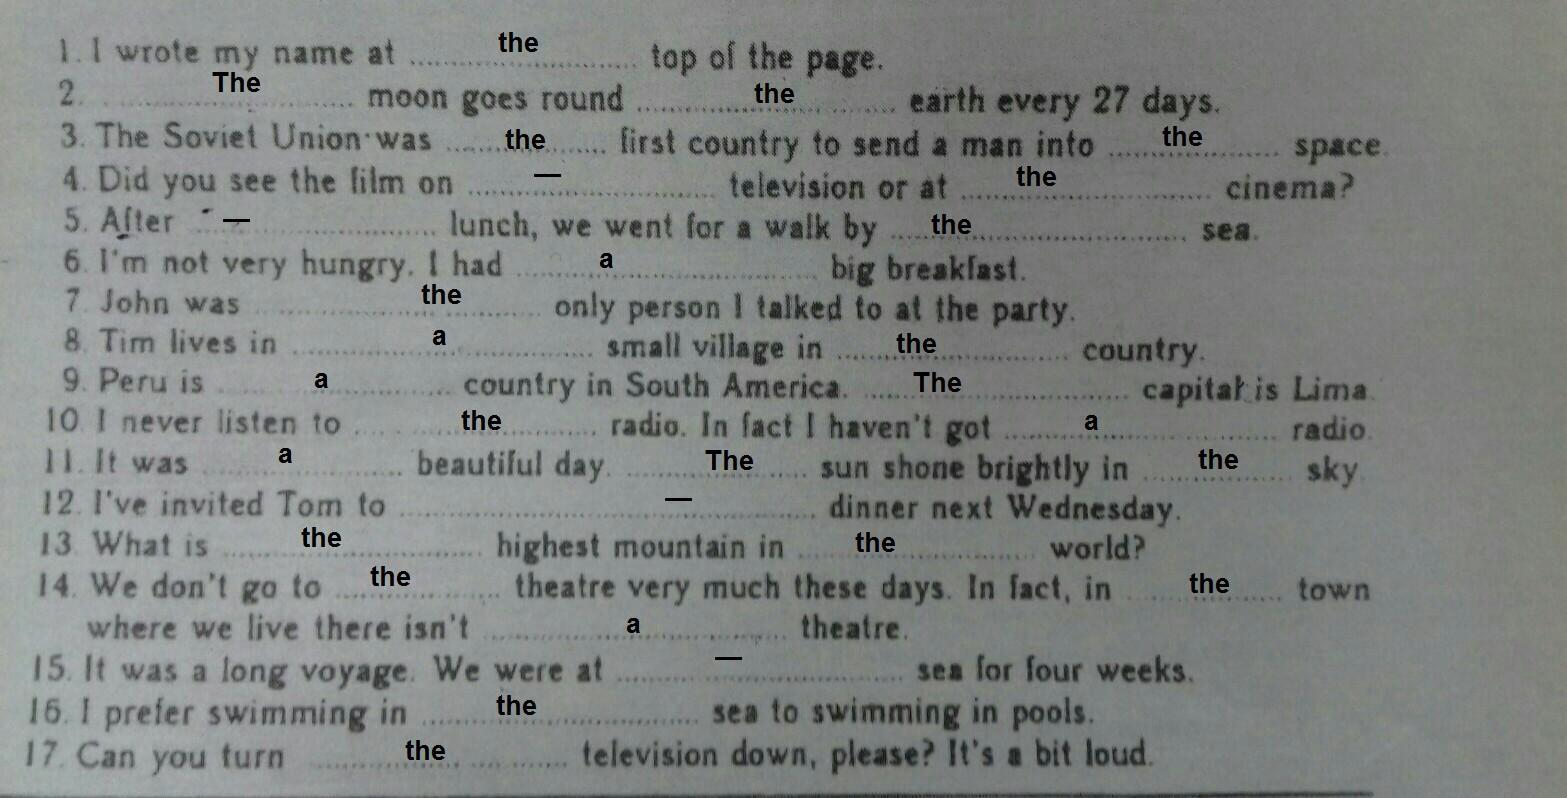 1. I wrote my name at ........ the ........ top of the page.
2. ........ The ........ moon goes round ........ the ........ earth every 27 days.
3. The Soviet Union was ........ the ........ first country to send a man into ........ the ........ space.
4. Did you see the film on ........ — ........ television or at ........ the ........ cinema?
5. After ........ — ........ lunch, we went for a walk by ........ the ........ sea.
6. I'm not very hungry. I had ........ a ........ big breakfast.
7. John was ........ the ........ only person I talked to at the party.
8. Tim lives in ........ a ........ small village in ........ the ........ country.
9. Peru is ........ a ........ country in South America. ........ The ........ capital is Lima.
10. I never listen to ........ the ........ radio. In fact I haven't got ........ a ........ radio.
11. It was ........ a ........ beautiful day. ........ The ........ sun shone brightly in ........ the ........ sky.
12. I've invited Tom to ........ — ........ dinner next Wednesday.
13. What is ........ the ........ highest mountain in ........ the ........ world?
14. We don't go to ........ the ........ theatre very much these days. In fact, in ........ the ........ town
where we live there isn't ........ a ........ theatre.
15. It was a long voyage. We were at ........ — ........ sea for four weeks.
16. I prefer swimming in ........ the ........ sea to swimming in pools.
17. Can you turn ........ the ........ television down, please? It's a bit loud.